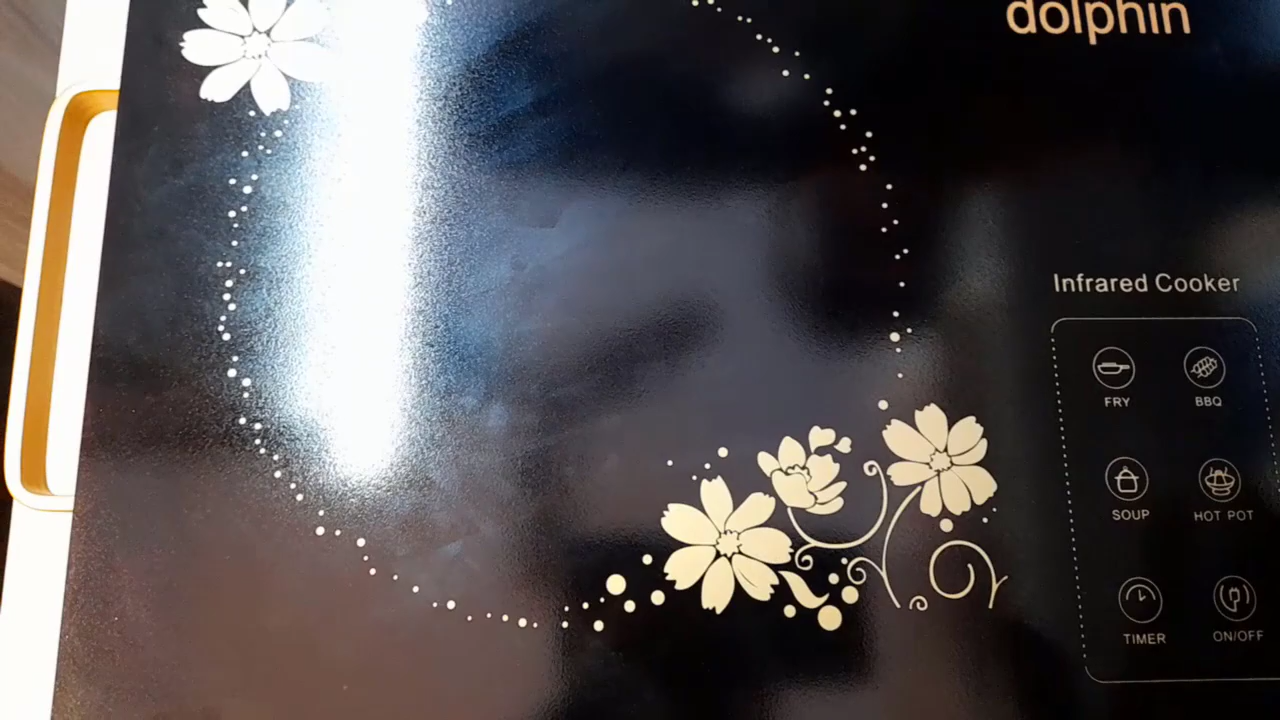 dolphin
Infrared Cooker
FRY BBQ
SOUP HOT POT
TIMER ON/OFF